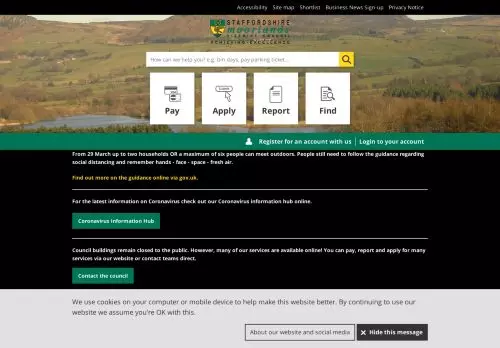 Accessibility Site map Shortlist Business News Sign-up Privacy Notice
STAFFORDSHIRE
moorlands
DISTRICT COUNCIL
ACHIEVING·EXCELLENCE
How can we help you? e.g. bin days, pay parking ticket....
Pay Apply Report Find
Register for an account with us Login to your account
From 29 March up to two households OR a maximum of six people can meet outdoors. People still need to follow the guidance regarding
social distancing and remember hands - face - space - fresh air.
Find out more on the guidance online via gov.uk.
For the latest information on Coronavirus check out our Coronavirus information hub online.
Coronavirus Information Hub
Council buildings remain closed to the public. However, many of our services are available online! You can pay, report and apply for many
services via our website or contact teams direct.
Contact the council
We use cookies on your computer or mobile device to help make this website better. By continuing to use our
website we assume you're OK with this.
About our website and social media × Hide this message